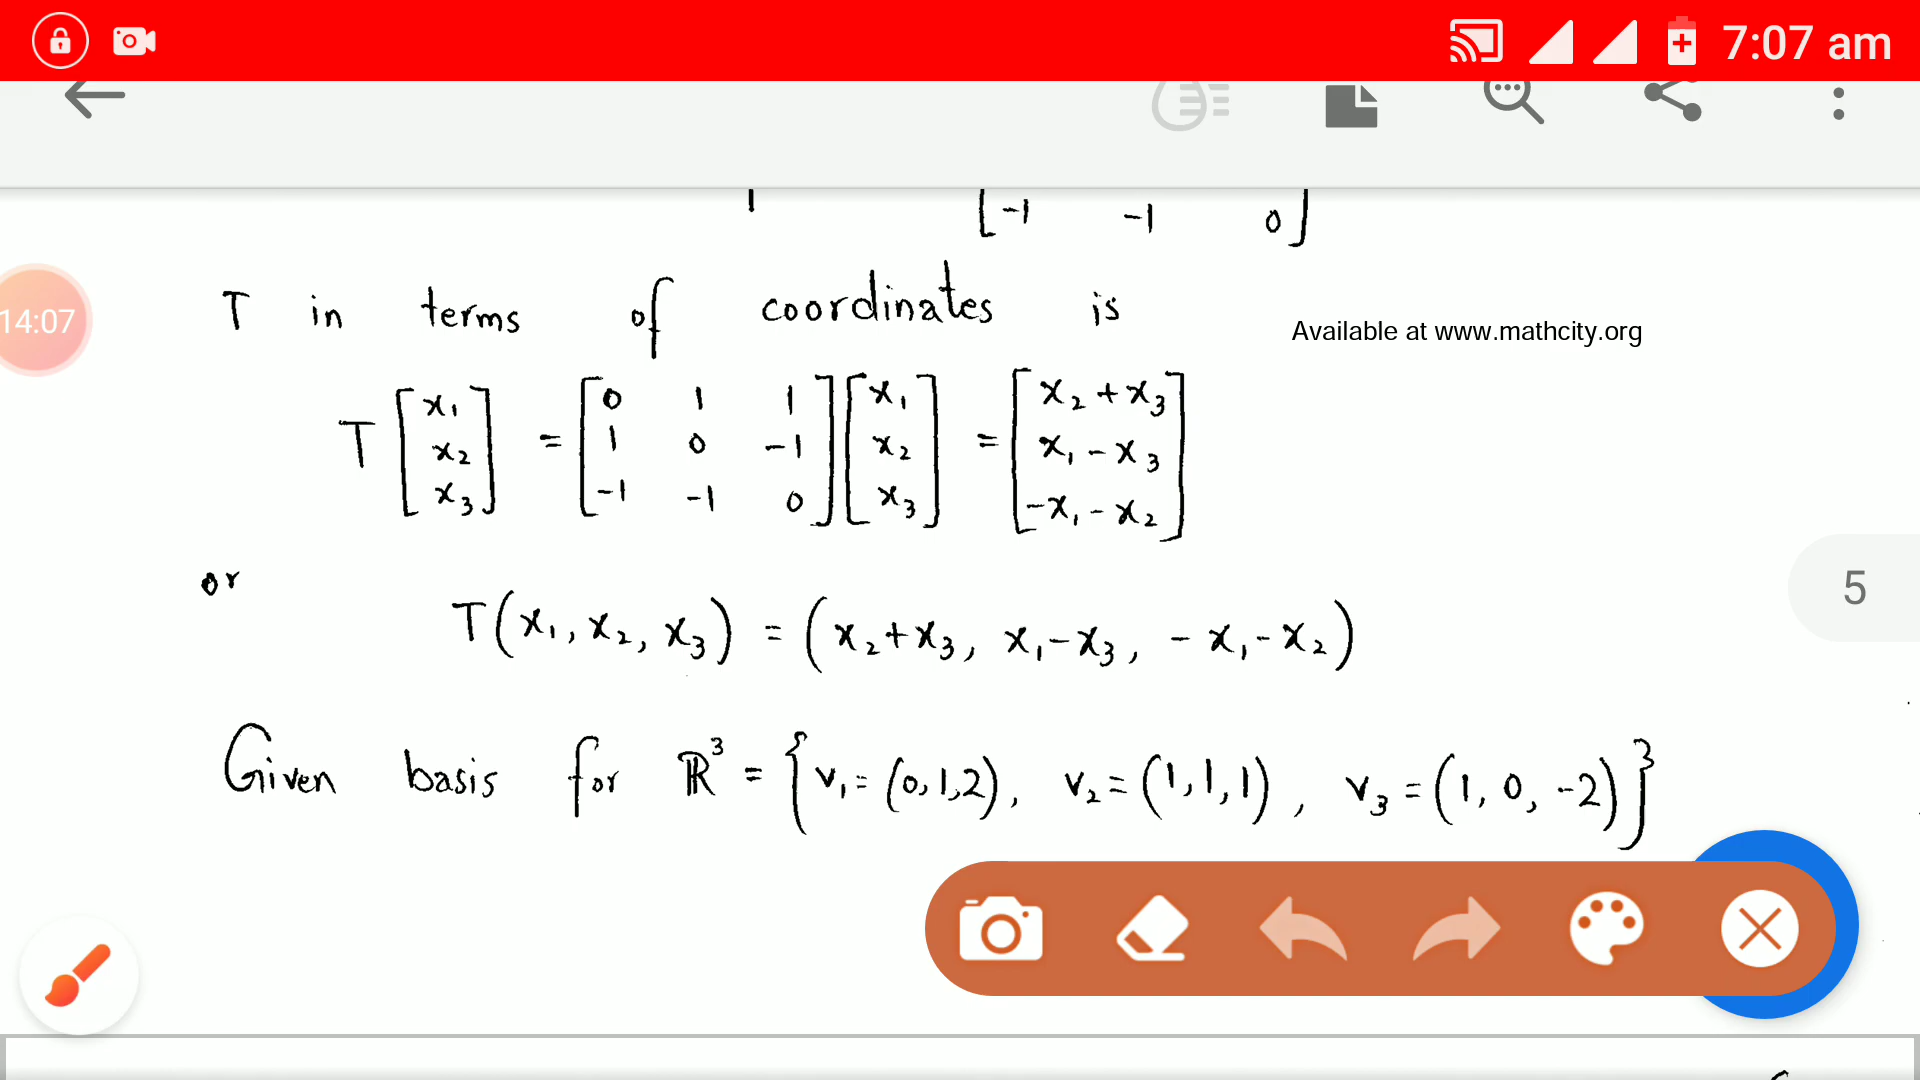 7:07 am
-1 -1 0
T in terms of coordinates is
14:07
Available at www.mathcity.org
T [x₁ x₂ x₃] = [0 1 1; 1 0 -1; -1 -1 0] [x₁ x₂ x₃] = [x₂ + x₃; x₁ - x₃; -x₁ - x₂]
or
T(x₁, x₂, x₃) = (x₂+x₃, x₁-x₃, -x₁-x₂)
5
Given basis for ℝ³ = {v₁ = (0,1,2), v₂ = (1,1,1), v₃ = (1, 0, -2)}